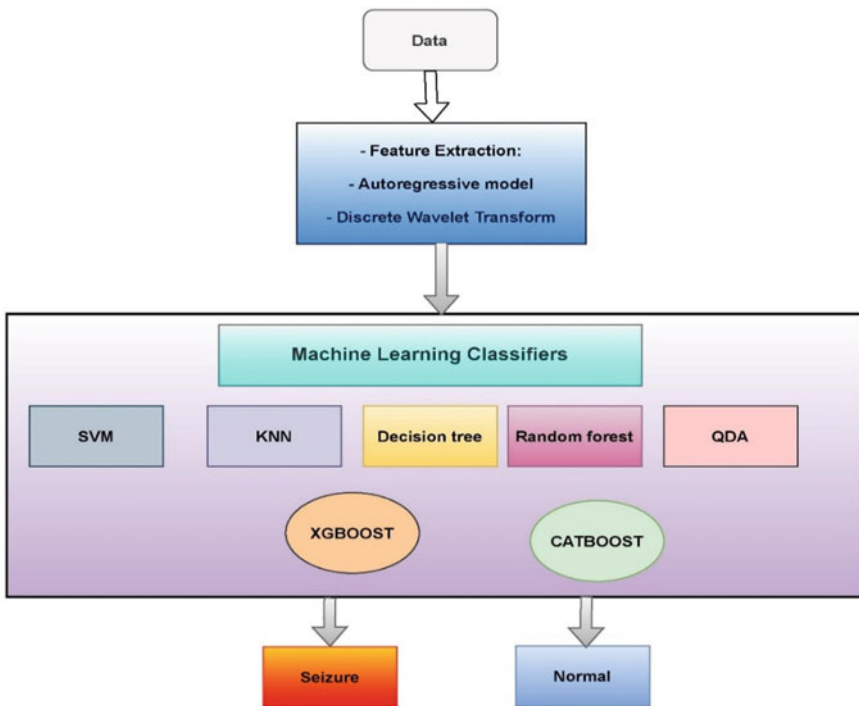 Data
- Feature Extraction:
- Autoregressive model
- Discrete Wavelet Transform
Machine Learning Classifiers
SVM
KNN
Decision tree
Random forest
QDA
XGBOOST
CATBOOST
Seizure
Normal